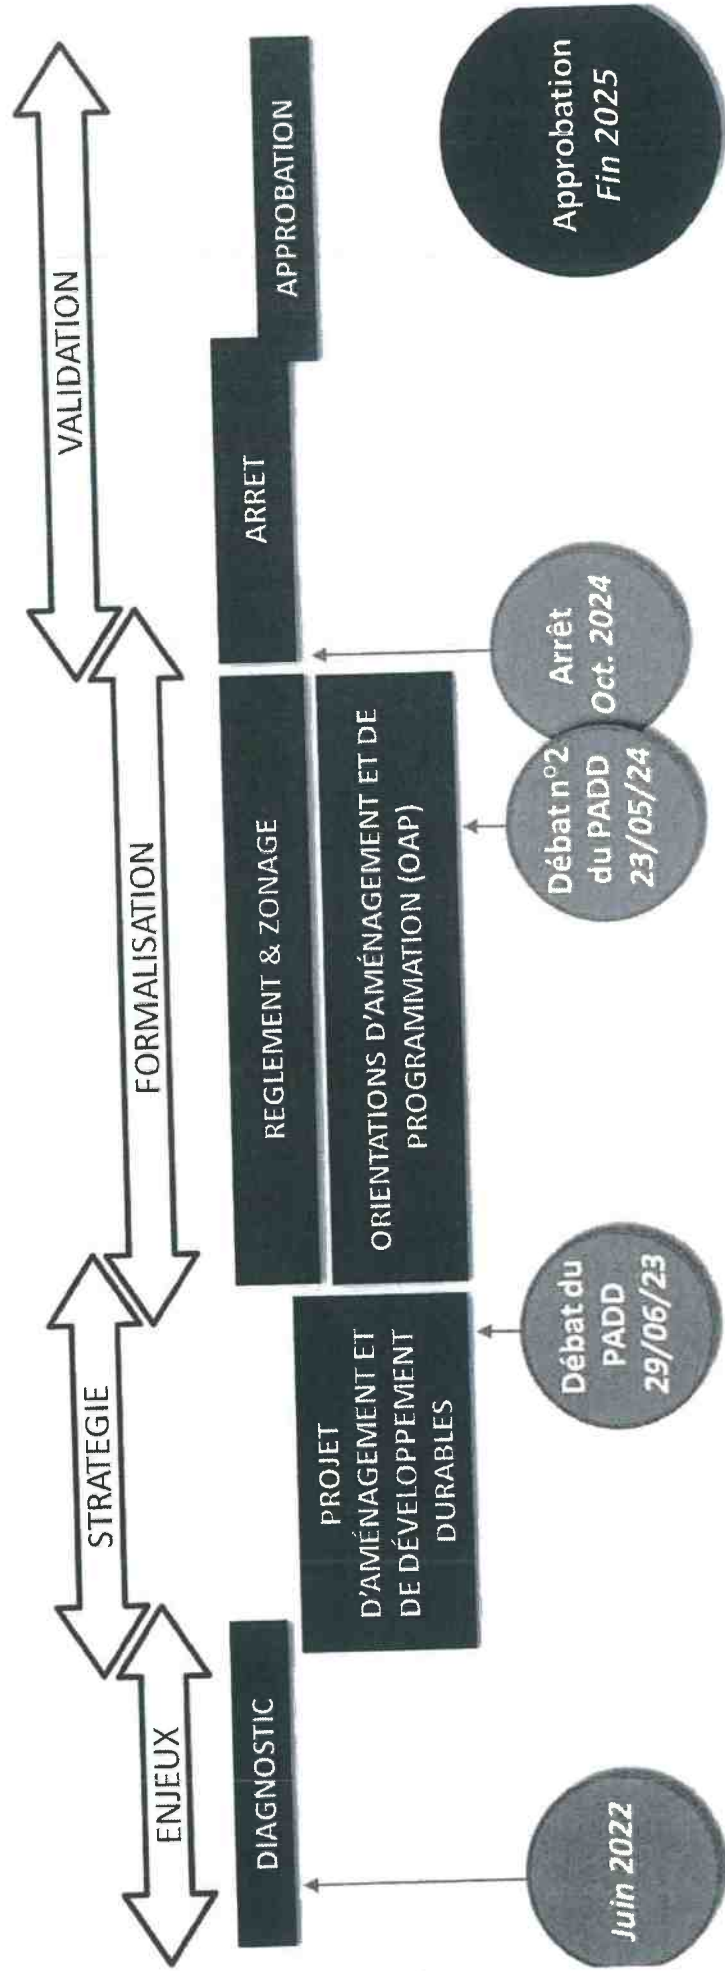 ENJEUX
STRATEGIE
FORMALISATION
VALIDATION
DIAGNOSTIC
PROJET
D'AMÉNAGEMENT ET
DE DÉVELOPPEMENT
DURABLES
REGLEMENT & ZONAGE
ORIENTATIONS D'AMÉNAGEMENT ET DE
PROGRAMMATION (OAP)
ARRET
APPROBATION
Juin 2022
Débat du
PADD
29/06/23
Débat n°2
du PADD
23/05/24
Arrêt
Oct. 2024
Approbation
Fin 2025